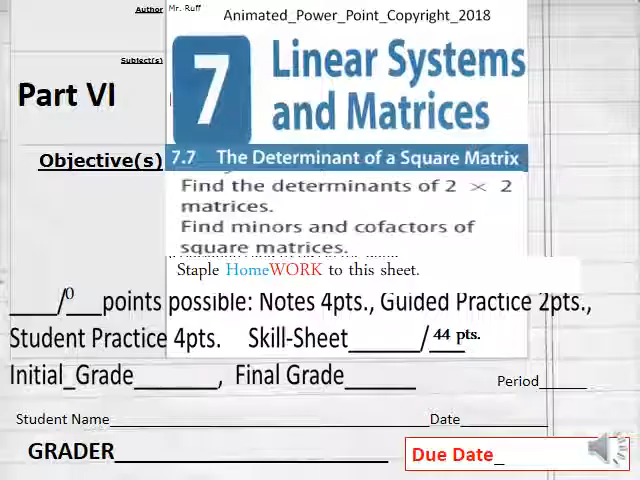 Author Mr. Ruff
Animated_Power_Point_Copyright_2018
Subject(s)
Part VI
7 Linear Systems
and Matrices
Objective(s)
7.7 The Determinant of a Square Matrix
Find the determinants of 2 × 2
matrices.
Find minors and cofactors of
square matrices.
Staple HomeWORK to this sheet.
____/0___points possible: Notes 4pts., Guided Practice 2pts.,
Student Practice 4pts. Skill-Sheet______/44 pts.
Initial_Grade_______, Final Grade______
Period______
Student Name________________________________________Date___________
GRADER_______________________
Due Date_